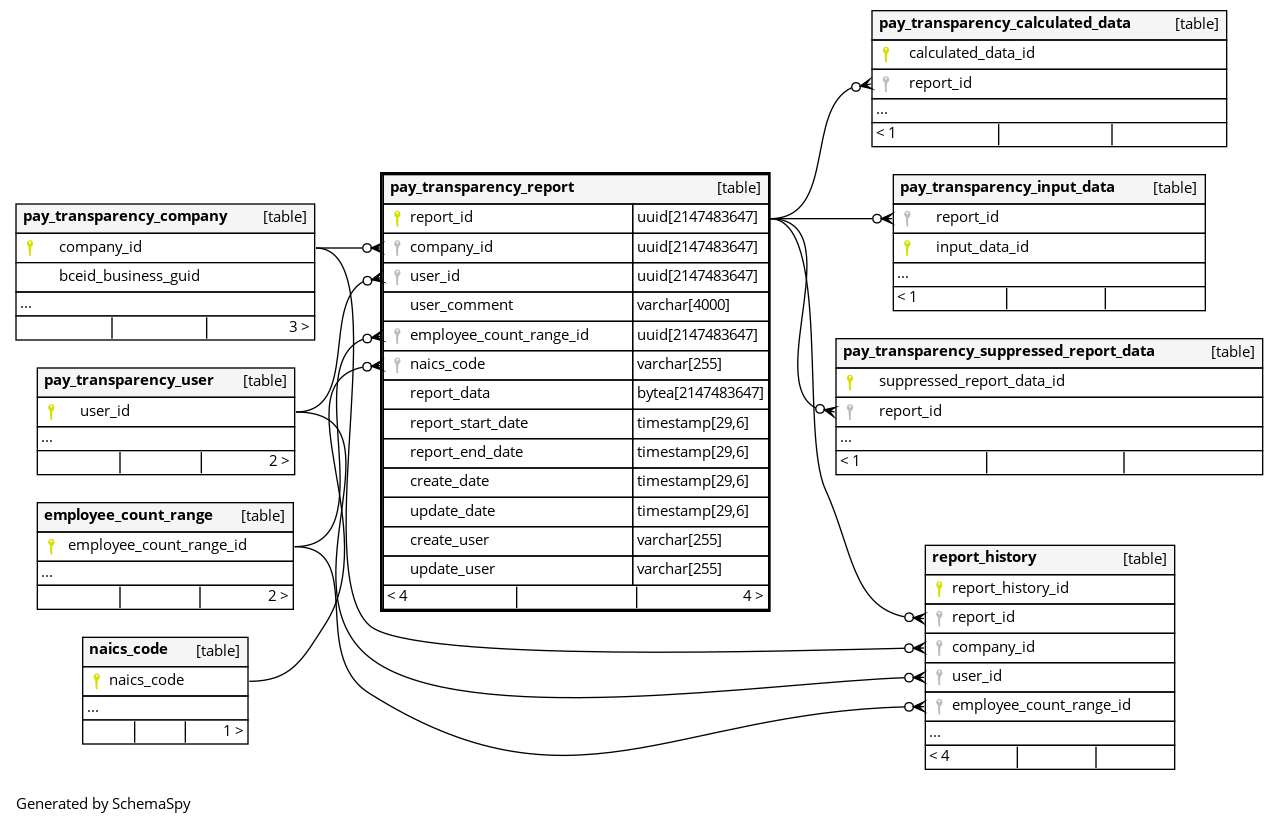 pay_transparency_calculated_data [table]
calculated_data_id
report_id
...
< 1
pay_transparency_report [table]
report_id uuid[2147483647]
company_id uuid[2147483647]
user_id uuid[2147483647]
user_comment varchar[4000]
employee_count_range_id uuid[2147483647]
naics_code varchar[255]
report_data bytea[2147483647]
report_start_date timestamp[29,6]
report_end_date timestamp[29,6]
create_date timestamp[29,6]
update_date timestamp[29,6]
create_user varchar[255]
update_user varchar[255]
< 4 4 >
pay_transparency_input_data [table]
report_id
input_data_id
...
< 1
pay_transparency_company [table]
company_id
bceid_business_guid
...
3 >
pay_transparency_suppressed_report_data [table]
suppressed_report_data_id
report_id
...
< 1
pay_transparency_user [table]
user_id
...
2 >
employee_count_range [table]
employee_count_range_id
...
2 >
report_history [table]
report_history_id
report_id
company_id
user_id
employee_count_range_id
...
< 4
naics_code [table]
naics_code
...
1 >
Generated by SchemaSpy